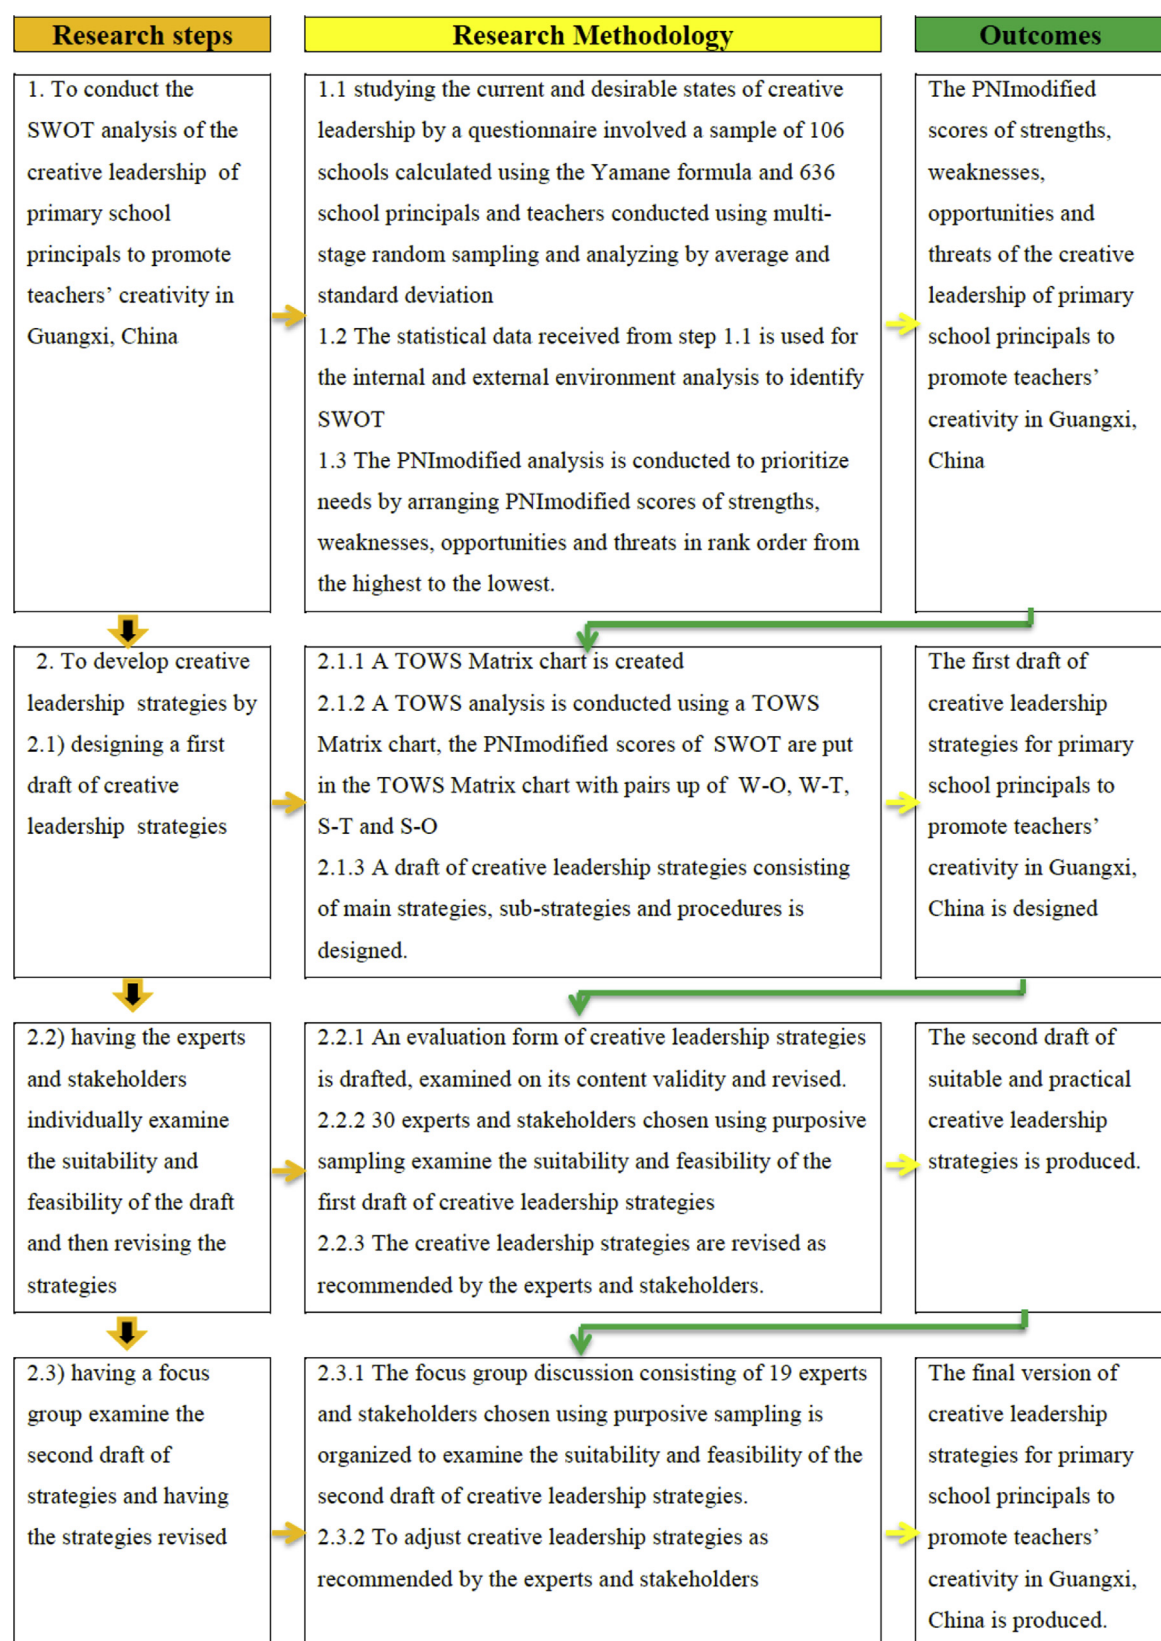 Research steps
Research Methodology
Outcomes
1. To conduct the
SWOT analysis of the
creative leadership of
primary school
principals to promote
teachers’ creativity in
Guangxi, China
1.1 studying the current and desirable states of creative
leadership by a questionnaire involved a sample of 106
schools calculated using the Yamane formula and 636
school principals and teachers conducted using multi-
stage random sampling and analyzing by average and
standard deviation
1.2 The statistical data received from step 1.1 is used for
the internal and external environment analysis to identify
SWOT
1.3 The PNImodified analysis is conducted to prioritize
needs by arranging PNImodified scores of strengths,
weaknesses, opportunities and threats in rank order from
the highest to the lowest.
The PNImodified
scores of strengths,
weaknesses,
opportunities and
threats of the creative
leadership of primary
school principals to
promote teachers’
creativity in Guangxi,
China
2. To develop creative
leadership strategies by
2.1) designing a first
draft of creative
leadership strategies
2.1.1 A TOWS Matrix chart is created
2.1.2 A TOWS analysis is conducted using a TOWS
Matrix chart, the PNImodified scores of SWOT are put
in the TOWS Matrix chart with pairs up of W-O, W-T,
S-T and S-O
2.1.3 A draft of creative leadership strategies consisting
of main strategies, sub-strategies and procedures is
designed.
The first draft of
creative leadership
strategies for primary
school principals to
promote teachers’
creativity in Guangxi,
China is designed
2.2) having the experts
and stakeholders
individually examine
the suitability and
feasibility of the draft
and then revising the
strategies
2.2.1 An evaluation form of creative leadership strategies
is drafted, examined on its content validity and revised.
2.2.2 30 experts and stakeholders chosen using purposive
sampling examine the suitability and feasibility of the
first draft of creative leadership strategies
2.2.3 The creative leadership strategies are revised as
recommended by the experts and stakeholders.
The second draft of
suitable and practical
creative leadership
strategies is produced.
2.3) having a focus
group examine the
second draft of
strategies and having
the strategies revised
2.3.1 The focus group discussion consisting of 19 experts
and stakeholders chosen using purposive sampling is
organized to examine the suitability and feasibility of the
second draft of creative leadership strategies.
2.3.2 To adjust creative leadership strategies as
recommended by the experts and stakeholders
The final version of
creative leadership
strategies for primary
school principals to
promote teachers’
creativity in Guangxi,
China is produced.